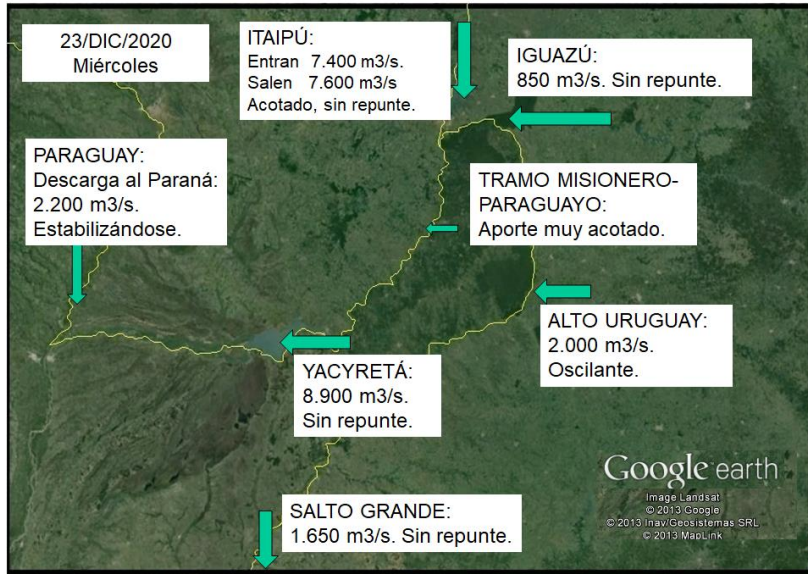 23/DIC/2020
Miércoles
ITAIPÚ:
Entran 7.400 m3/s.
Salen 7.600 m3/s
Acotado, sin repunte.
IGUAZÚ:
850 m3/s. Sin repunte.
PARAGUAY:
Descarga al Paraná:
2.200 m3/s.
Estabilizándose.
TRAMO MISIONERO-
PARAGUAYO:
Aporte muy acotado.
ALTO URUGUAY:
2.000 m3/s.
Oscilante.
YACYRETÁ:
8.900 m3/s.
Sin repunte.
SALTO GRANDE:
1.650 m3/s. Sin repunte.
Google earth
Image Landsat
© 2013 Google
© 2013 Inav/Geosistemas SRL
© 2013 MapLink